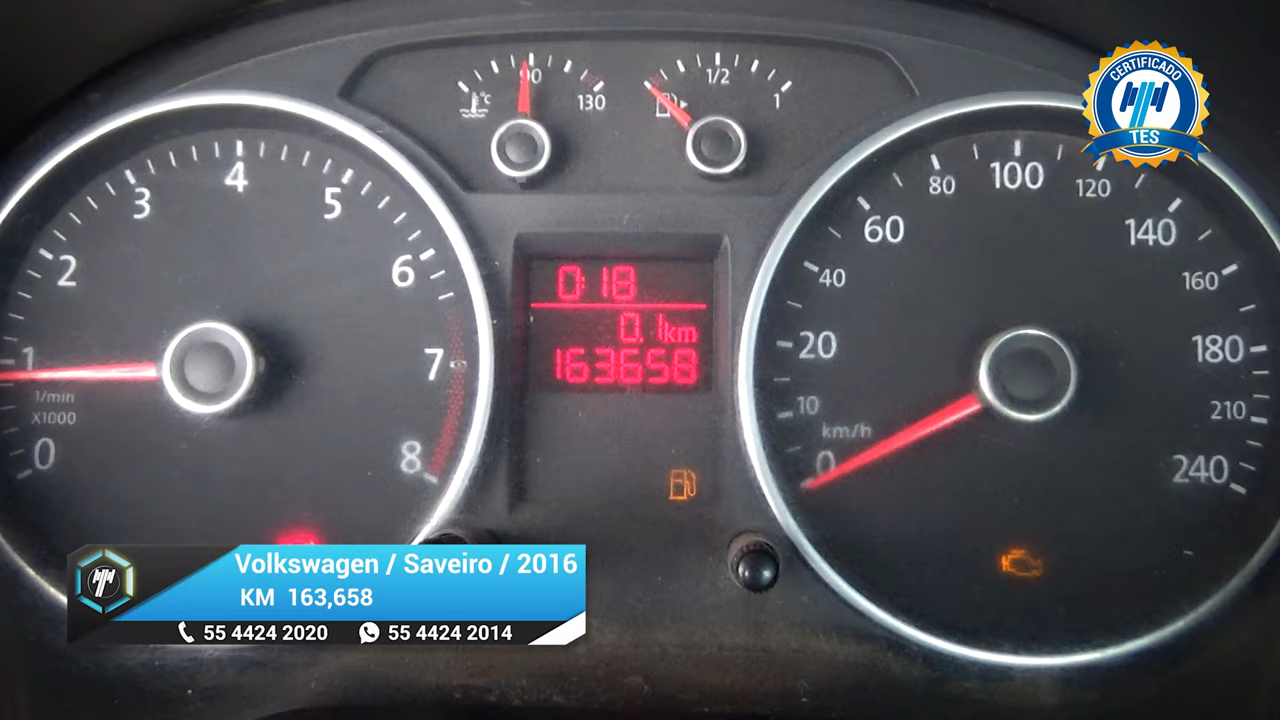 CERTIFICADO
TES
90
130
°C
1/2
1
1
2
3
4
5
6
7
8
0
1/min
X1000
0:18
0.1km
163658
0
10
20
40
60
80
100
120
140
160
180
210
240
km/h
Volkswagen / Saveiro / 2016
KM 163,658
55 4424 2020 55 4424 2014